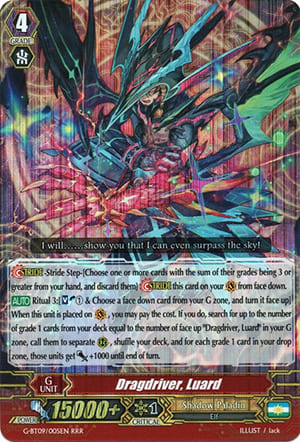 4
GRADE
I will......show you that I can even surpass the sky!
STRIDE -Stride Step-[Choose one or more cards with the sum of their grades being 3 or
greater from your hand, and discard them] STRIDE this card on your from face down.
AUTO Ritual 3: [① & Choose a face down card from your G zone, and turn it face up]
When this unit is placed on , you may pay the cost. If you do, search for up to the number
of grade 1 cards from your deck equal to the number of face up "Dragdriver, Luard" in your G
zone, call them to separate , shuffle your deck, and for each grade 1 card in your
drop zone, those units get +1000 until end of turn.
G
UNIT
Dragdriver, Luard
POWER
15000+
1
CRITICAL
Shadow Paladin
Elf
G-BT09/005EN RRR
ILLUST / lack